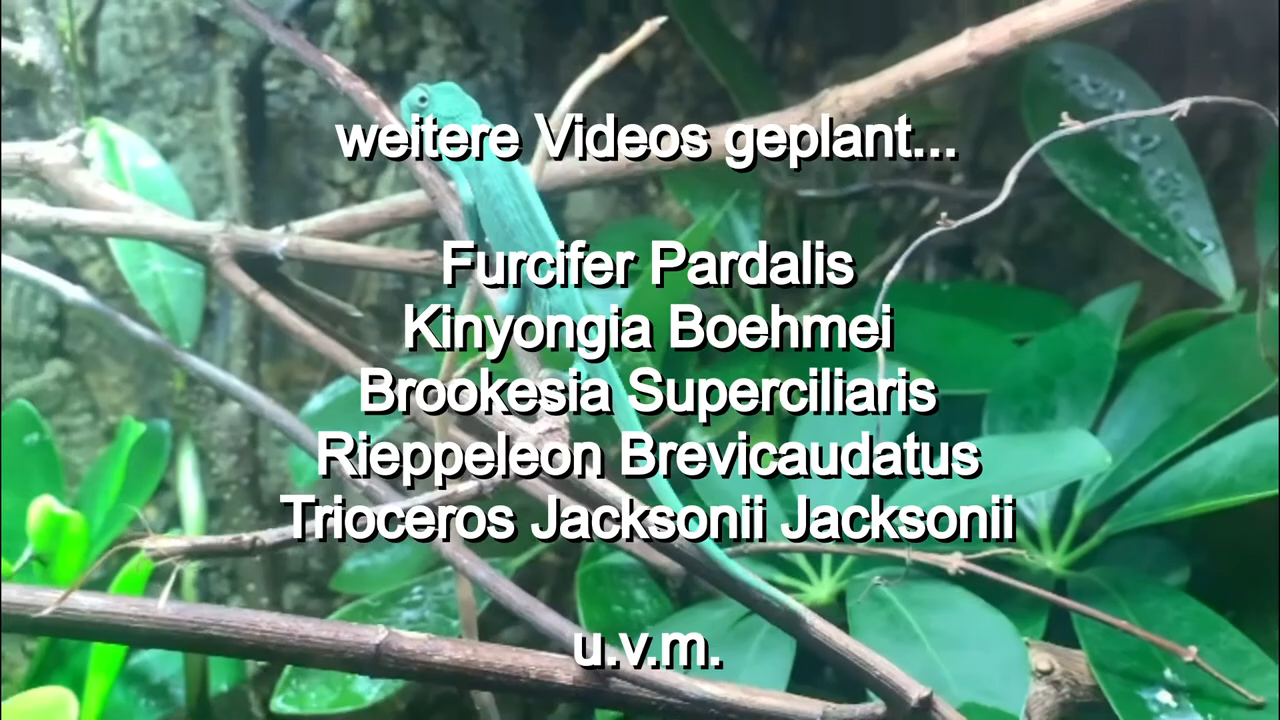 weitere Videos geplant...
Furcifer Pardalis
Kinyongia Boehmei
Brookesia Superciliaris
Rieppeleon Brevicaudatus
Trioceros Jacksonii Jacksonii
u.v.m.